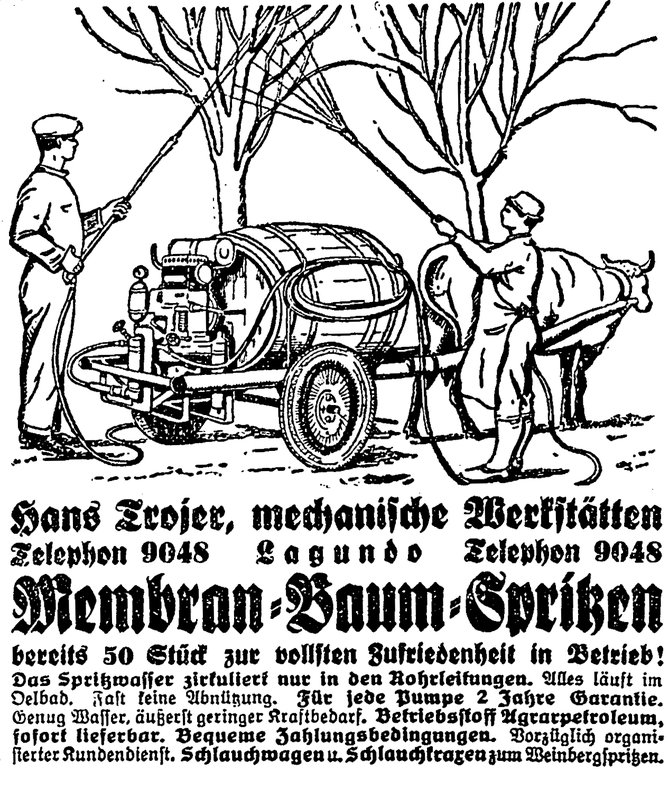 Hans Trojer, mechanische Werkstätten
Telephon 9048 Lagundo Telephon 9048
Membran-Baum-Spritzen
bereits 50 Stück zur vollsten Zufriedenheit in Betrieb!
Das Spritzwasser zirkuliert nur in den Rohrleitungen. Alles läuft im
Oelbad. Fast keine Abnützung. Für jede Pumpe 2 Jahre Garantie.
Genug Wasser, äußerst geringer Kraftbedarf. Betriebsstoff Agrarpetroleum,
sofort lieferbar. Bequeme Zahlungsbedingungen. Vorzüglich organi-
sierter Kundendienst. Schlauchwagen u. Schlauchkraxen zum Weinbergspritzen.